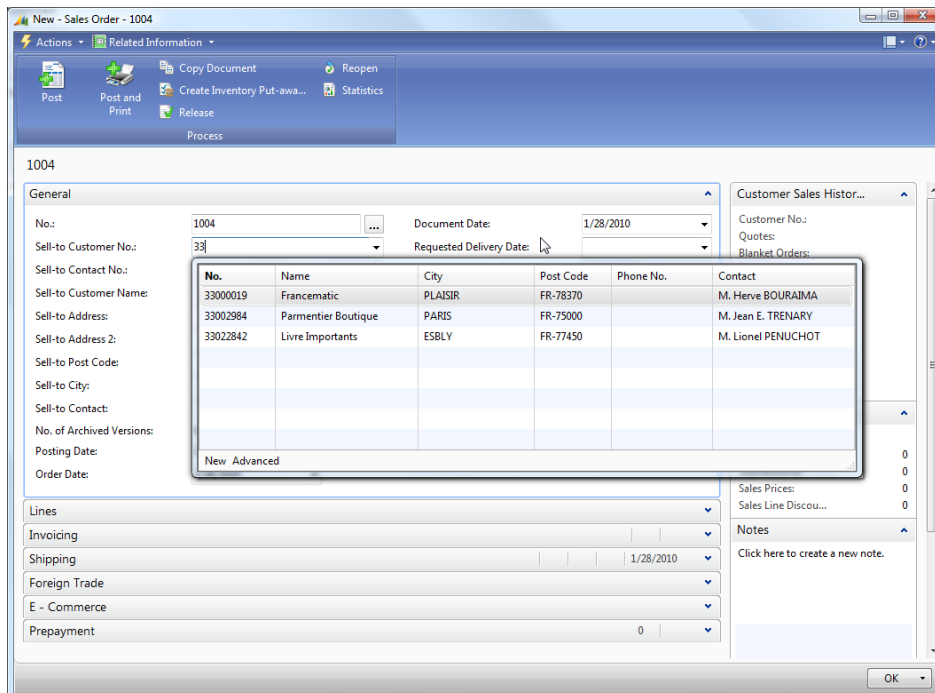 New - Sales Order - 1004
Actions Related Information
Post
Post and Print
Copy Document
Create Inventory Put-awa...
Release
Reopen
Statistics
Process
1004
General
No.: 1004 ... Document Date: 1/28/2010
Sell-to Customer No.: 33 Requested Delivery Date:
Sell-to Contact No.:
Sell-to Customer Name:
Sell-to Address:
Sell-to Address 2:
Sell-to Post Code:
Sell-to City:
Sell-to Contact:
No. of Archived Versions:
Posting Date:
Order Date:
No. Name City Post Code Phone No. Contact
33000019 Francematic PLAISIR FR-78370 M. Herve BOURAIMA
33002984 Parmentier Boutique PARIS FR-75000 M. Jean E. TRENARY
33022842 Livre Importants ESBLY FR-77450 M. Lionel PENUCHOT
New Advanced
Lines
Invoicing
Shipping 1/28/2010
Foreign Trade
E - Commerce
Prepayment 0
Customer Sales Histor...
Customer No.:
Quotes:
Blanket Orders:
0
0
Sales Prices: 0
Sales Line Discou... 0
Notes
Click here to create a new note.
OK